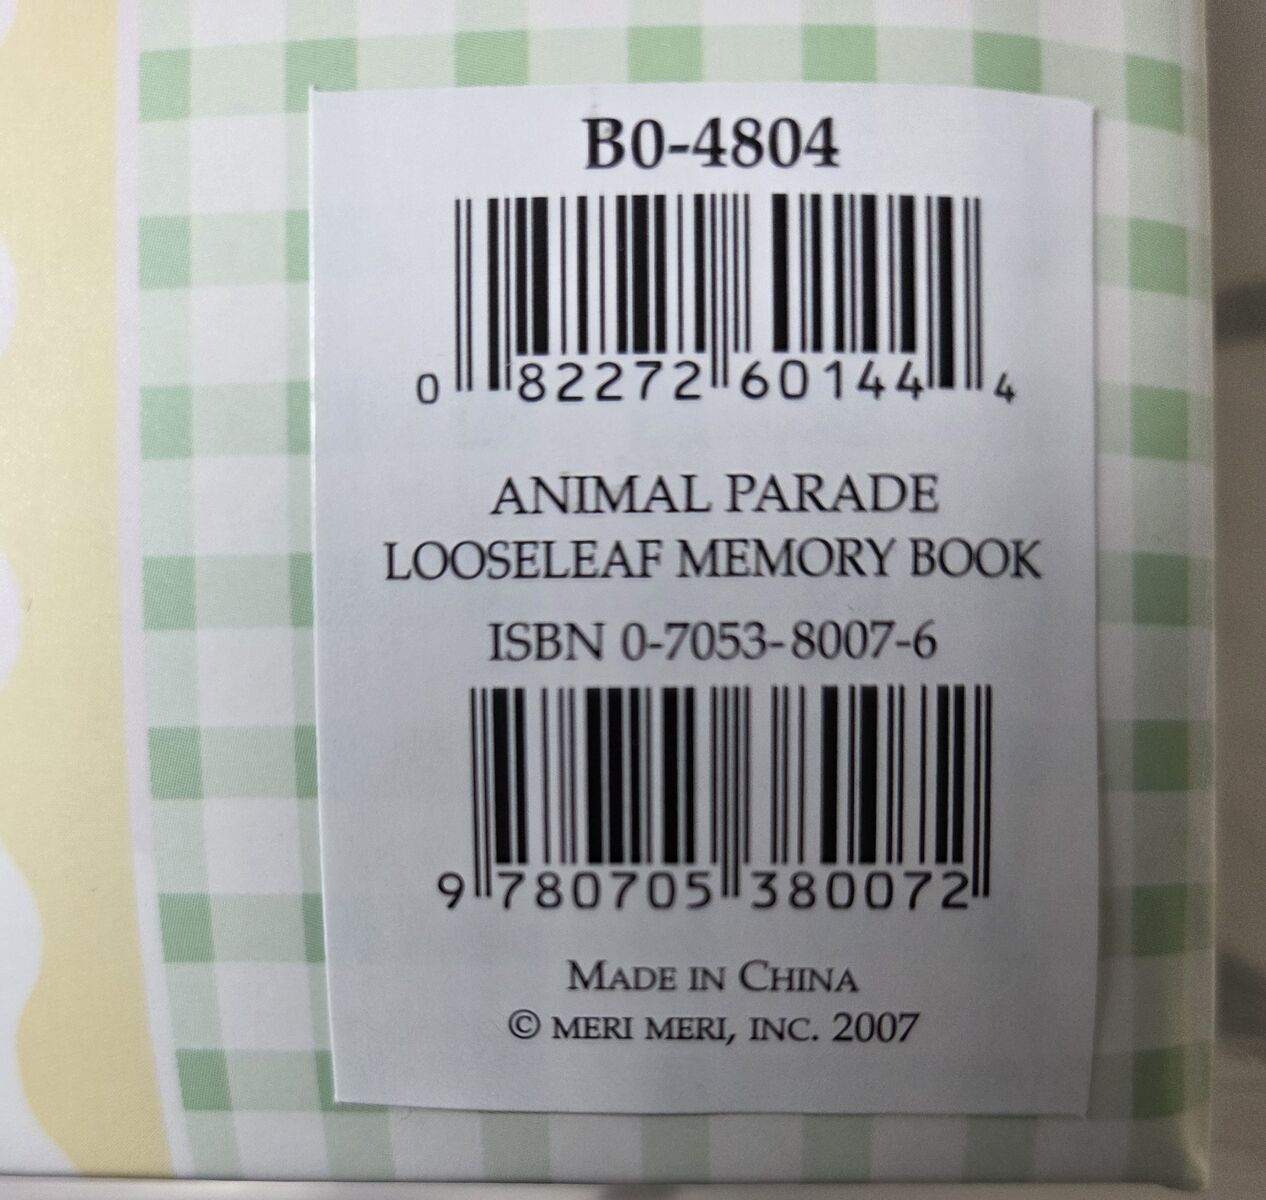 B0-4804
0 82272 60144 4
ANIMAL PARADE
LOOSELEAF MEMORY BOOK
ISBN 0-7053-8007-6
9 780705 380072
MADE IN CHINA
© MERI MERI, INC. 2007